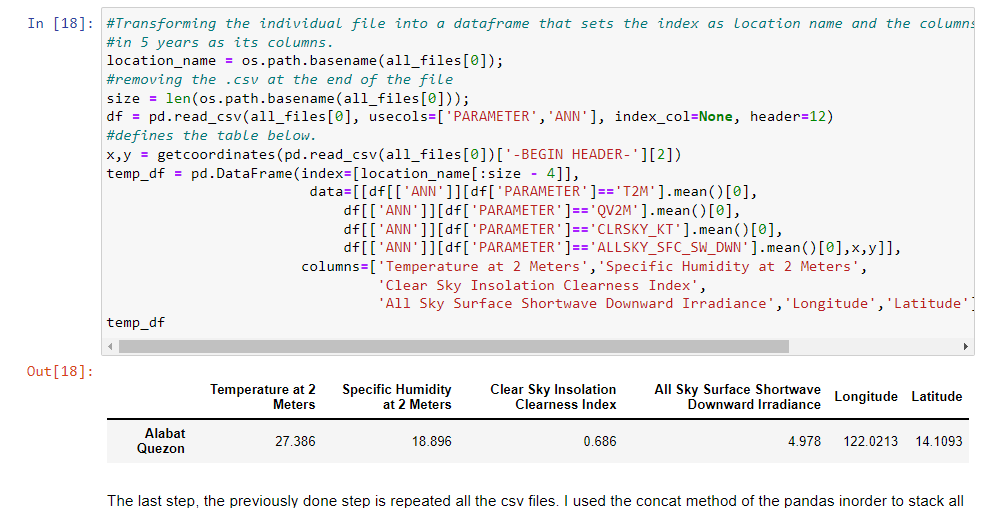 In [18]: #Transforming the individual file into a dataframe that sets the index as location name and the columns
#in 5 years as its columns.
location_name = os.path.basename(all_files[0]);
#removing the .csv at the end of the file
size = len(os.path.basename(all_files[0]));
df = pd.read_csv(all_files[0], usecols=['PARAMETER','ANN'], index_col=None, header=12)
#defines the table below.
x,y = getcoordinates(pd.read_csv(all_files[0])['-BEGIN HEADER-'][2])
temp_df = pd.DataFrame(index=[location_name[:size - 4]],
data=[[df[['ANN']][df['PARAMETER']=='T2M'].mean()[0],
df[['ANN']][df['PARAMETER']=='QV2M'].mean()[0],
df[['ANN']][df['PARAMETER']=='CLRSKY_KT'].mean()[0],
df[['ANN']][df['PARAMETER']=='ALLSKY_SFC_SW_DWN'].mean()[0],x,y]],
columns=['Temperature at 2 Meters','Specific Humidity at 2 Meters',
'Clear Sky Insolation Clearness Index',
'All Sky Surface Shortwave Downward Irradiance','Longitude','Latitude']
temp_df
Out[18]:
Temperature at 2 Specific Humidity Clear Sky Insolation All Sky Surface Shortwave Longitude Latitude
Meters at 2 Meters Clearness Index Downward Irradiance
Alabat
Quezon 27.386 18.896 0.686 4.978 122.0213 14.1093
The last step, the previously done step is repeated all the csv files. I used the concat method of the pandas inorder to stack all